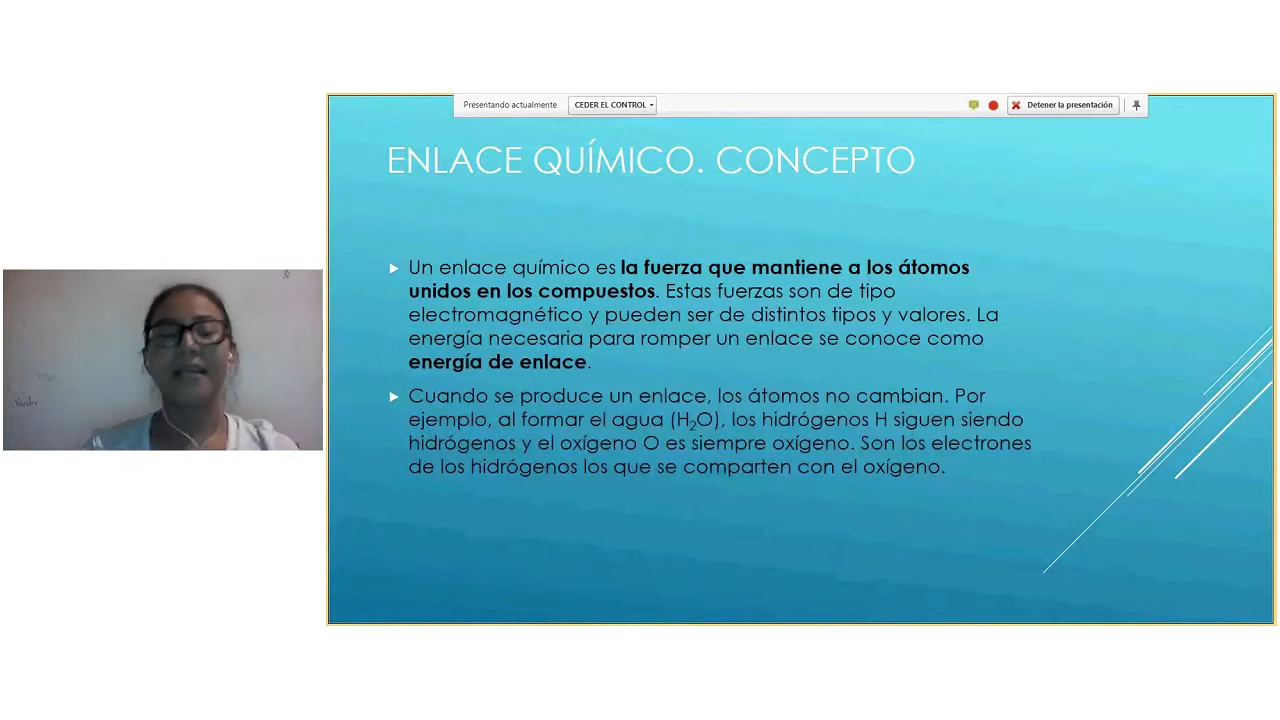 Presentando actualmente CEDER EL CONTROL Detener la presentación
ENLACE QUÍMICO. CONCEPTO
Un enlace químico es la fuerza que mantiene a los átomos
unidos en los compuestos. Estas fuerzas son de tipo
electromagnético y pueden ser de distintos tipos y valores. La
energía necesaria para romper un enlace se conoce como
energía de enlace.
Cuando se produce un enlace, los átomos no cambian. Por
ejemplo, al formar el agua (H₂O), los hidrógenos H siguen siendo
hidrógenos y el oxígeno O es siempre oxígeno. Son los electrones
de los hidrógenos los que se comparten con el oxígeno.